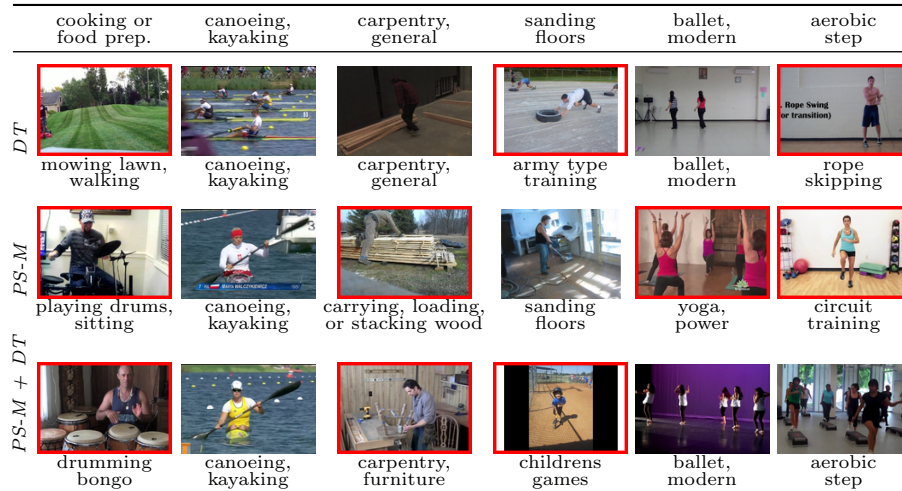 cooking or canoeing, carpentry, sanding ballet, aerobic
food prep. kayaking general floors modern step
DT
. Rope Swing
or transition)
mowing lawn, canoeing, carpentry, army type ballet, rope
walking kayaking general training modern skipping
PS-M
MARTA WALCZYKIEWICZ
playing drums, canoeing, carrying, loading, sanding yoga, circuit
sitting kayaking or stacking wood floors power training
PS-M + DT
drumming canoeing, carpentry, childrens ballet, aerobic
bongo kayaking furniture games modern step